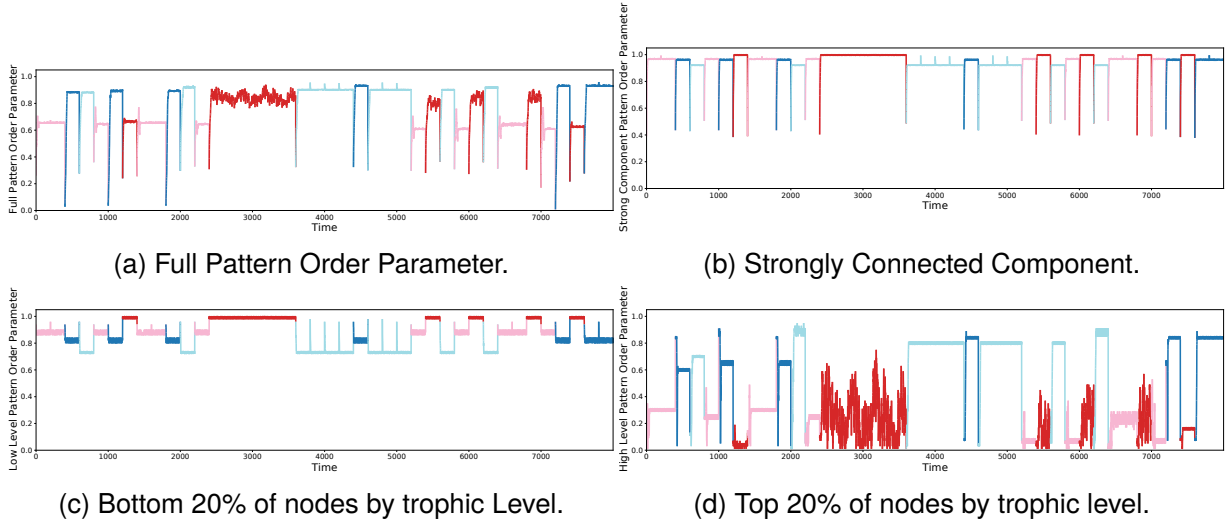 Full Pattern Order Parameter
1.0
0.8
0.6
0.4
0.2
0.0
0 1000 2000 3000 4000 5000 6000 7000
Time
(a) Full Pattern Order Parameter.
Strong Component Pattern Order Parameter
1.0
0.8
0.6
0.4
0.2
0.0
0 1000 2000 3000 4000 5000 6000 7000
Time
(b) Strongly Connected Component.
Low Level Pattern Order Parameter
1.0
0.8
0.6
0.4
0.2
0.0
0 1000 2000 3000 4000 5000 6000 7000
Time
(c) Bottom 20% of nodes by trophic Level.
High Level Pattern Order Parameter
1.0
0.8
0.6
0.4
0.2
0.0
0 1000 2000 3000 4000 5000 6000 7000
Time
(d) Top 20% of nodes by trophic level.